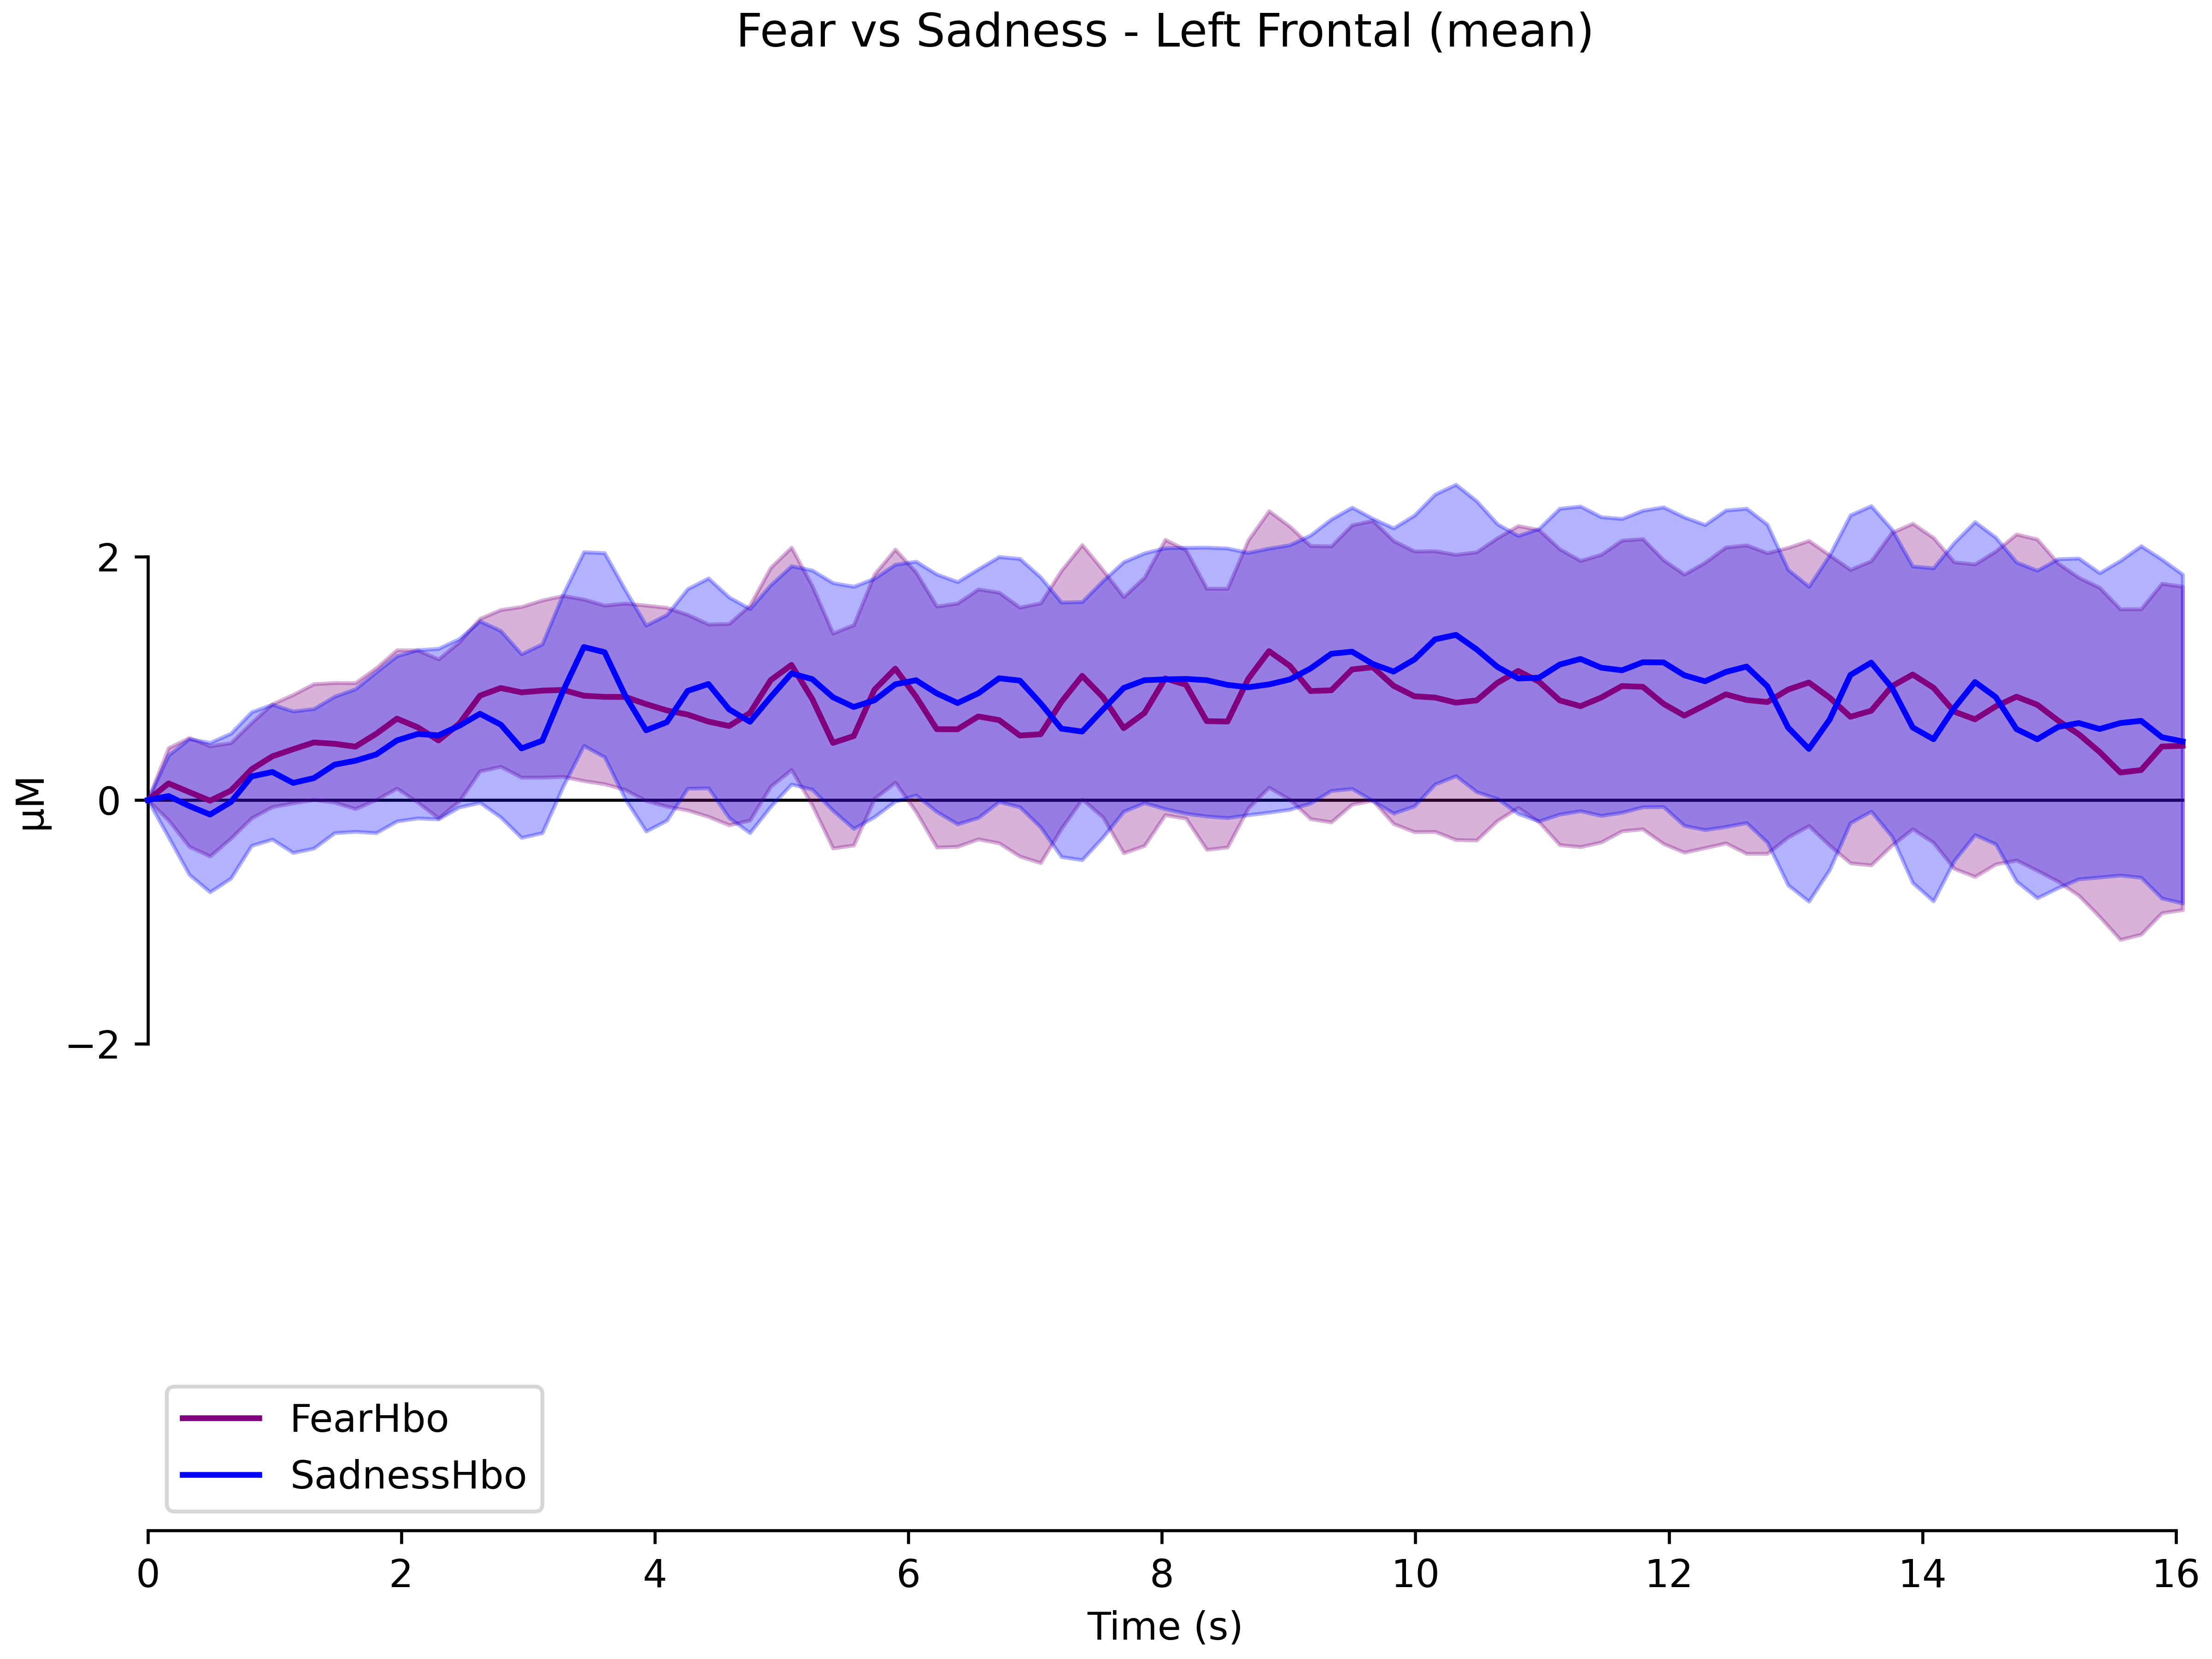 Fear vs Sadness - Left Frontal (mean)
µM
2
0
−2
FearHbo
SadnessHbo
0 2 4 6 8 10 12 14 16
Time (s)